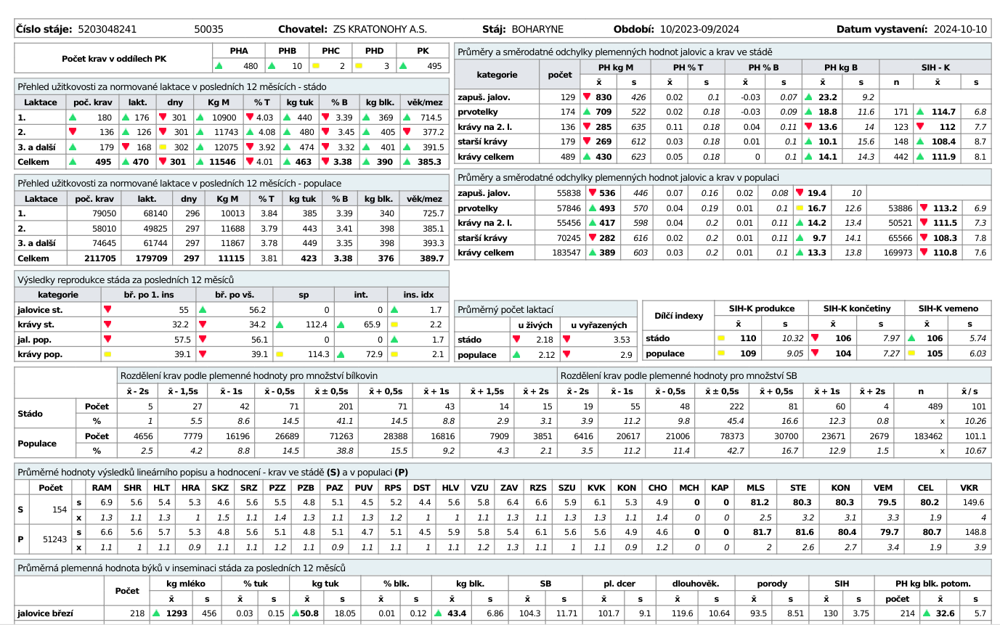 Číslo stáje: 5203048241 50035 Chovatel: ZS KRATONOHY A.S. Stáj: BOHARYNE Období: 10/2023-09/2024 Datum vystavení: 2024-10-10
Počet krav v oddílech PK PHA PHB PHC PHD PK
480 10 2 3 495
Přehled užitkovosti za normované laktace v posledních 12 měsících - stádo
Laktace poč. krav lakt. dny Kg M % T kg tuk % B kg blk. věk/mez
1. 180 176 301 10900 4.03 440 3.39 369 714.5
2. 136 126 301 11743 4.08 480 3.45 405 377.2
3. a další 179 168 302 12075 3.92 474 3.32 401 391.5
Celkem 495 470 301 11546 4.01 463 3.38 390 385.3
Přehled užitkovosti za normované laktace v posledních 12 měsících - populace
Laktace poč. krav lakt. dny Kg M % T kg tuk % B kg blk. věk/mez
1. 79050 68140 296 10013 3.84 385 3.39 340 725.7
2. 58010 49825 297 11688 3.79 443 3.41 398 385.1
3. a další 74645 61744 297 11867 3.78 449 3.35 398 393.3
Celkem 211705 179709 297 11115 3.81 423 3.38 376 389.7
Výsledky reprodukce stáda za posledních 12 měsíců
kategorie bř. po 1. ins bř. po vš. sp int. ins. idx
jalovice st. 55 56.2 0 0 1.7
krávy st. 32.2 34.2 112.4 65.9 2.2
jal. pop. 57.5 56.1 0 0 1.7
krávy pop. 39.1 39.1 114.3 72.9 2.1
Průměry a směrodatné odchylky plemenných hodnot jalovic a krav ve stádě
kategorie počet PH kg M PH % T PH % B PH kg B SIH - K
x̄ s x̄ s x̄ s x̄ s n x̄ s
zapuš. jalov. 129 830 426 0.02 0.1 -0.03 0.07 23.2 9.2
prvotelky 174 709 522 0.02 0.18 -0.03 0.09 18.8 11.6 171 114.7 6.8
krávy na 2. l. 136 285 635 0.11 0.18 0.04 0.11 13.6 14 123 112 7.7
starší krávy 179 269 612 0.03 0.18 0.01 0.1 10.1 15.6 148 108.4 8.7
krávy celkem 489 430 623 0.05 0.18 0 0.1 14.1 14.3 442 111.9 8.1
Průměry a směrodatné odchylky plemenných hodnot jalovic a krav v populaci
zapuš. jalov. 55838 536 446 0.07 0.16 0.02 0.08 19.4 10
prvotelky 57846 493 570 0.04 0.19 0.01 0.1 16.7 12.6 53886 113.2 6.9
krávy na 2. l. 55456 417 598 0.04 0.2 0.01 0.11 14.2 13.4 50521 111.5 7.3
starší krávy 70245 282 616 0.02 0.2 0.01 0.11 9.7 14.1 65566 108.3 7.8
krávy celkem 183547 389 603 0.03 0.2 0.01 0.1 13.3 13.8 169973 110.8 7.6
Průměrný počet laktací
u živých u vyřazených
stádo 2.18 3.53
populace 2.12 2.9
Dílčí indexy SIH-K produkce SIH-K končetiny SIH-K vemeno
x̄ s x̄ s x̄ s
stádo 110 10.32 106 7.97 106 5.74
populace 109 9.05 104 7.27 105 6.03
Rozdělení krav podle plemenné hodnoty pro množství bílkovin Rozdělení krav podle plemenné hodnoty pro množství SB
x̄ - 2s x̄ - 1,5s x̄ - 1s x̄ - 0,5s x̄ ± 0,5s x̄ + 0,5s x̄ + 1s x̄ + 1,5s x̄ + 2s x̄ - 2s x̄ - 1s x̄ - 0,5s x̄ ± 0,5s x̄ + 0,5s x̄ + 1s x̄ + 2s n x̄ / s
Stádo Počet 5 27 42 71 201 71 43 14 15 19 55 48 222 81 60 4 489 101
% 1 5.5 8.6 14.5 41.1 14.5 8.8 2.9 3.1 3.9 11.2 9.8 45.4 16.6 12.3 0.8 x 10.26
Populace Počet 4656 7779 16196 26689 71263 28388 16816 7909 3851 6416 20617 21006 78373 30700 23671 2679 183462 101.1
% 2.5 4.2 8.8 14.5 38.8 15.5 9.2 4.3 2.1 3.5 11.2 11.4 42.7 16.7 12.9 1.5 x 10.67
Průměrné hodnoty výsledků lineárního popisu a hodnocení - krav ve stádě (S) a v populaci (P)
Počet RAM SHR HLT HRA SKZ SRZ PZZ PZB PAZ PUV RPS DST HLV VZU ZAV RZS SZU KVK KON CHO MCH KAP MLS STE KON VEM CEL VKR
S 154 s 6.9 5.6 5.4 5.3 4.6 5.6 5.5 4.8 5.1 4.5 5.2 4.4 5.6 5.8 6.4 6.6 5.9 6.1 5.3 4.9 0 0 81.2 80.3 80.3 79.5 80.2 149.6
x 1.3 1.1 1.3 1 1.5 1.1 1.4 1.3 1.1 1.3 1.2 1 1 1.1 1.3 1.1 1.3 1.3 1.1 1.4 0 0 2.5 3.2 3.1 3.3 1.9 4
P 51243 s 6.6 5.6 5.7 5.3 4.8 5.6 5.1 4.8 5.1 4.7 5.1 4.5 5.9 5.8 5.4 6.1 5.6 5.6 4.9 4.6 0 0 81.7 81.6 80.4 79.7 80.7 148.8
x 1.1 1 1.1 0.9 1.1 1.1 1.2 1.1 0.9 1.1 1.1 1 1.1 1.2 1.3 1.1 1 1.1 0.9 1.2 0 0 2 2.6 2.7 3.4 1.9 3.9
Průměrná plemenná hodnota býků v inseminaci stáda za posledních 12 měsíců
Počet kg mléko % tuk kg tuk % blk. kg blk. SB pl. dcer dlouhověk. porody SIH PH kg blk. potom.
x̄ s x̄ s x̄ s x̄ s x̄ s x̄ s x̄ s x̄ s x̄ s x̄ s počet x̄ s
jalovice březí 218 1293 456 0.03 0.15 50.8 18.05 0.01 0.12 43.4 6.86 104.3 11.71 101.7 9.1 119.6 10.64 93.5 8.51 130 3.75 214 32.6 5.7